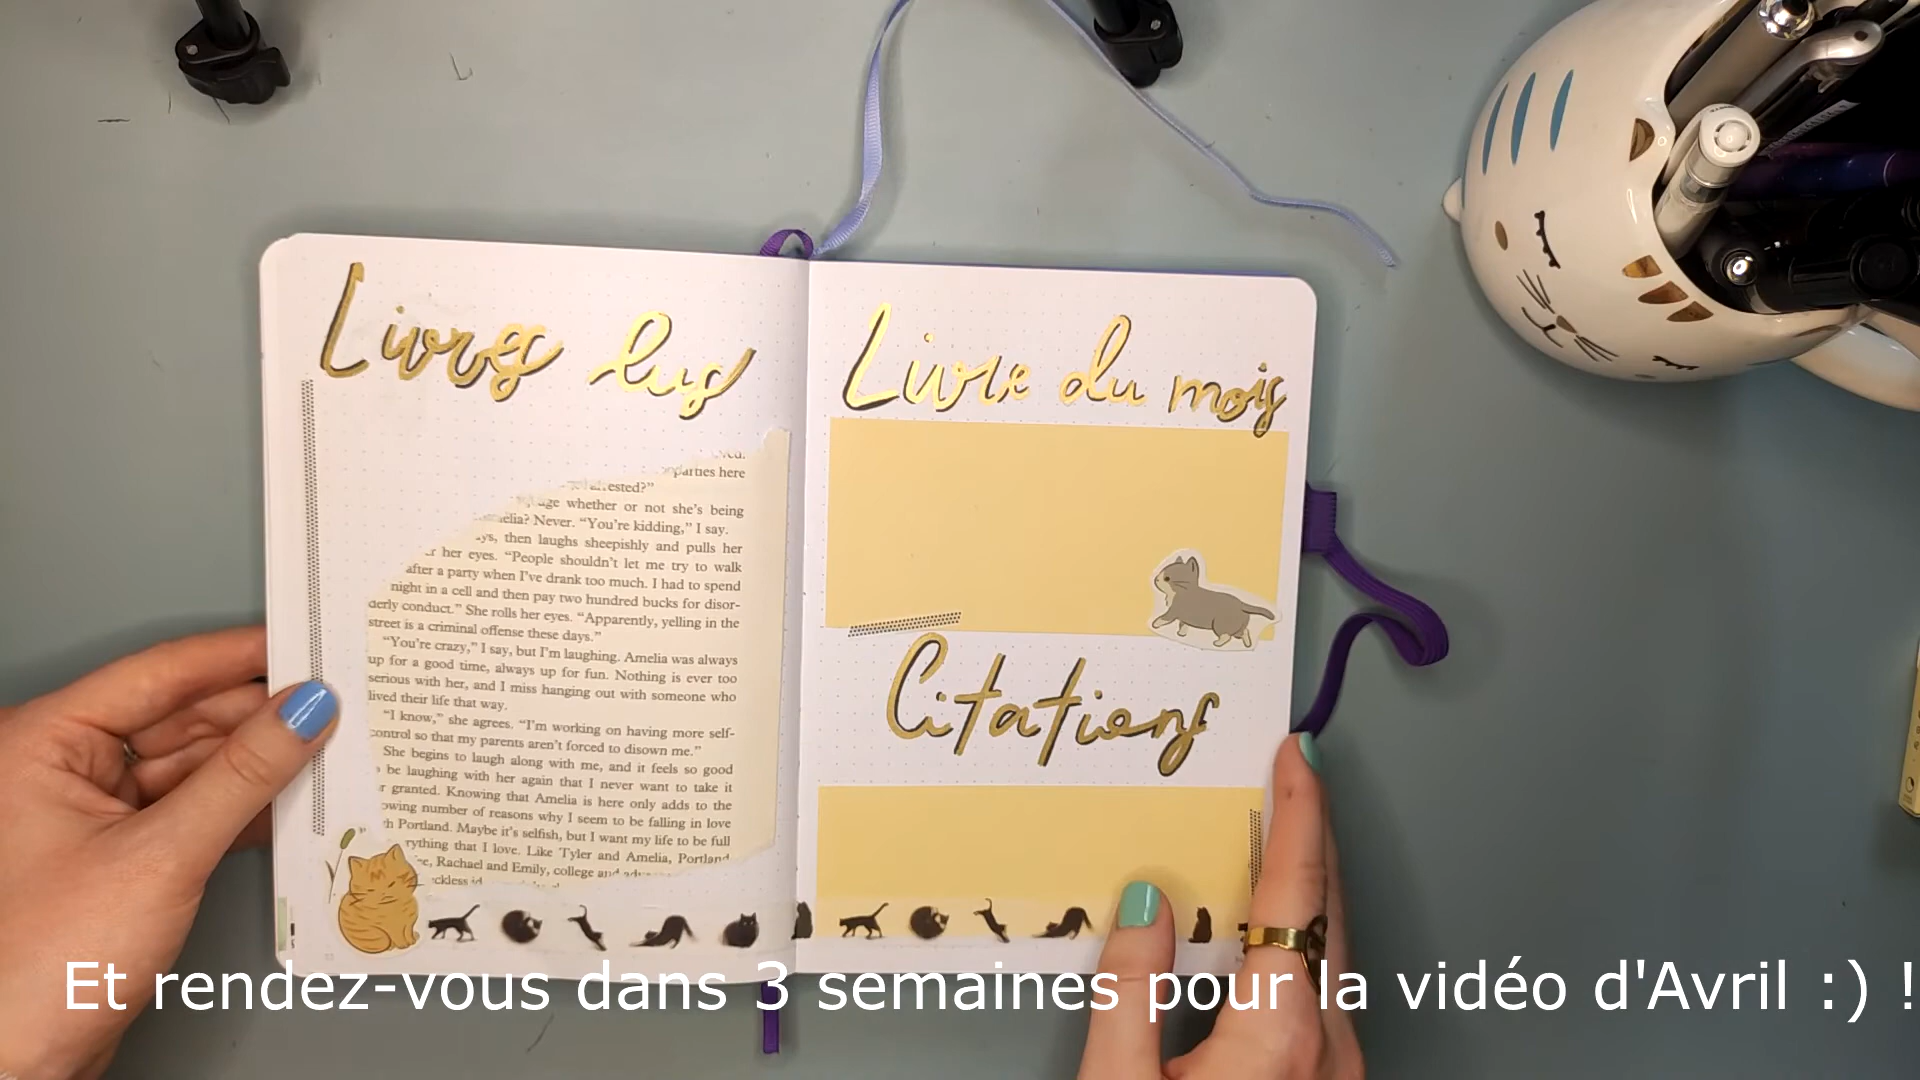 Livres lus
parties here
ested?”
whether or not she's being
elia? Never. “You're kidding,” I say.
then laughs sheepishly and pulls her
her eyes. “People shouldn't let me try to walk
after a party when I've drank too much. I had to spend
night in a cell and then pay two hundred bucks for disor-
derly conduct.” She rolls her eyes. “Apparently, yelling in the
street is a criminal offense these days.”
“You're crazy,” I say, but I'm laughing. Amelia was always
up for a good time, always up for fun. Nothing is ever too
serious with her, and I miss hanging out with someone who
lived their life that way.
“I know,” she agrees. “I'm working on having more self-
control so that my parents aren't forced to disown me.”
She begins to laugh along with me, and it feels so good
be laughing with her again that I never want to take it
r granted. Knowing that Amelia is here only adds to the
owing number of reasons why I seem to be falling in love
h Portland. Maybe it's selfish, but I want my life to be full
rything that I love. Like Tyler and Amelia, Portland
Rachael and Emily, college and
Livre du mois
Citations
Et rendez-vous dans 3 semaines pour la vidéo d'Avril :) !